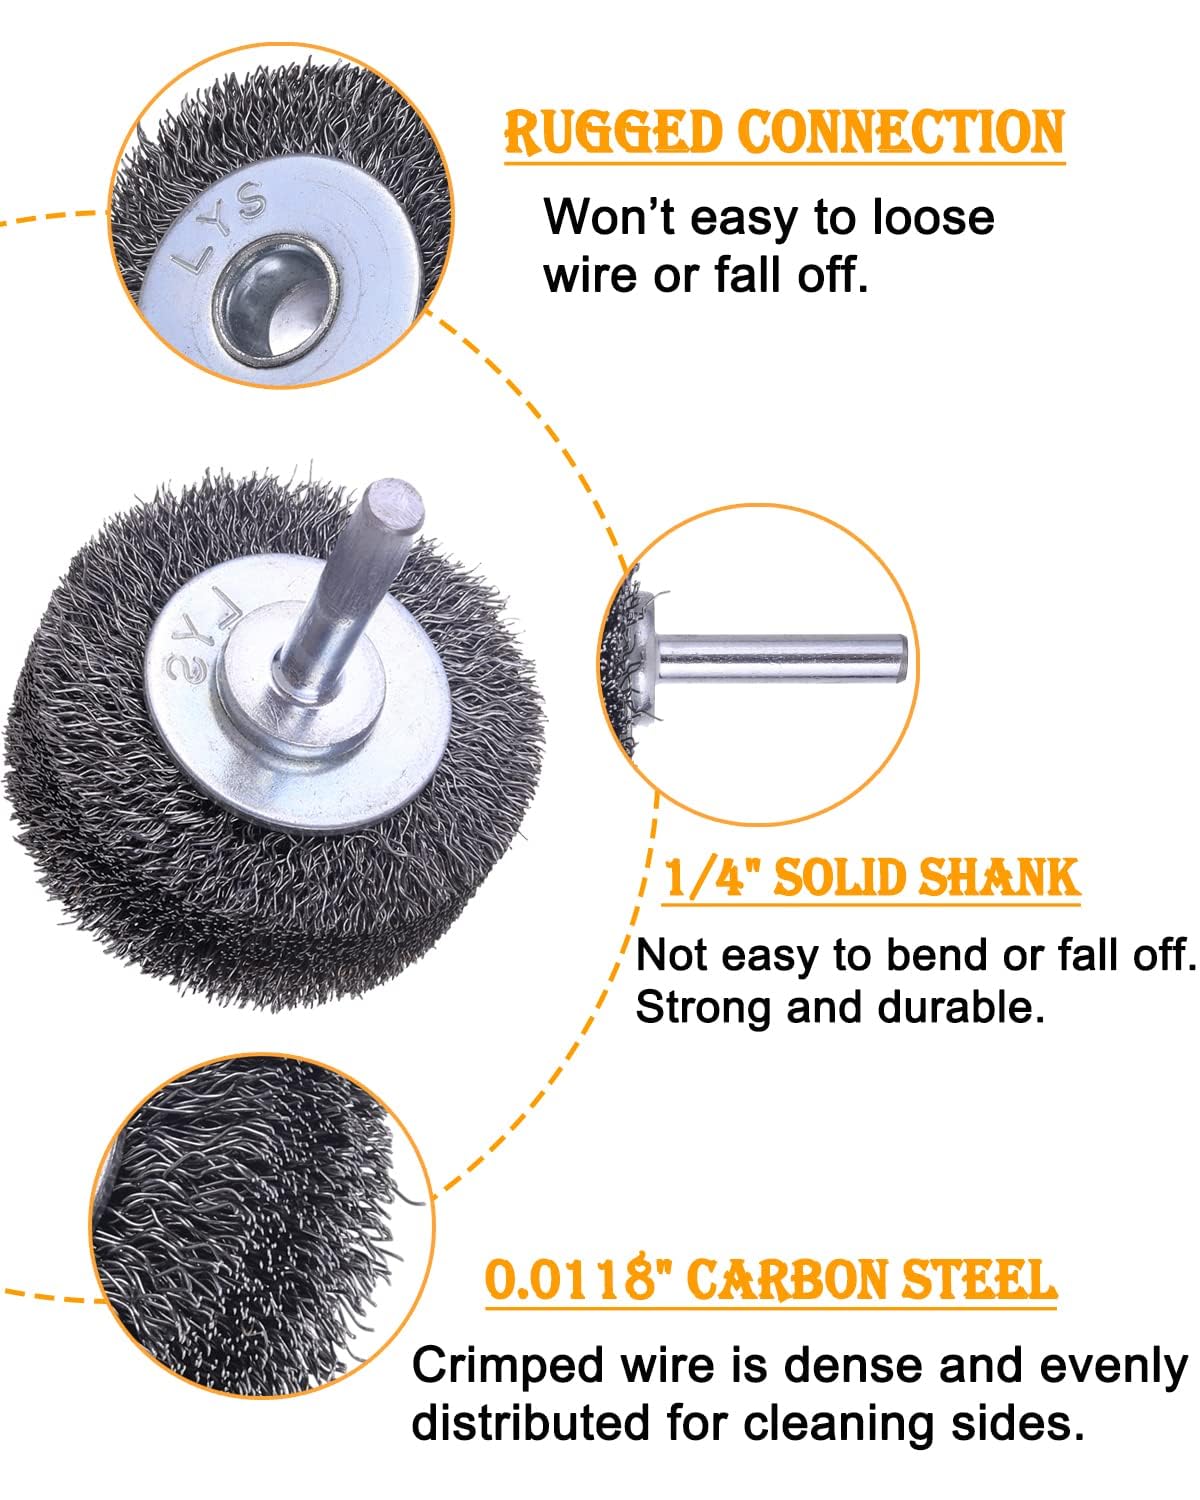 LYS
RUGGED CONNECTION
Won't easy to loose
wire or fall off.
LYS
1/4" SOLID SHANK
Not easy to bend or fall off.
Strong and durable.
0.0118" CARBON STEEL
Crimped wire is dense and evenly
distributed for cleaning sides.